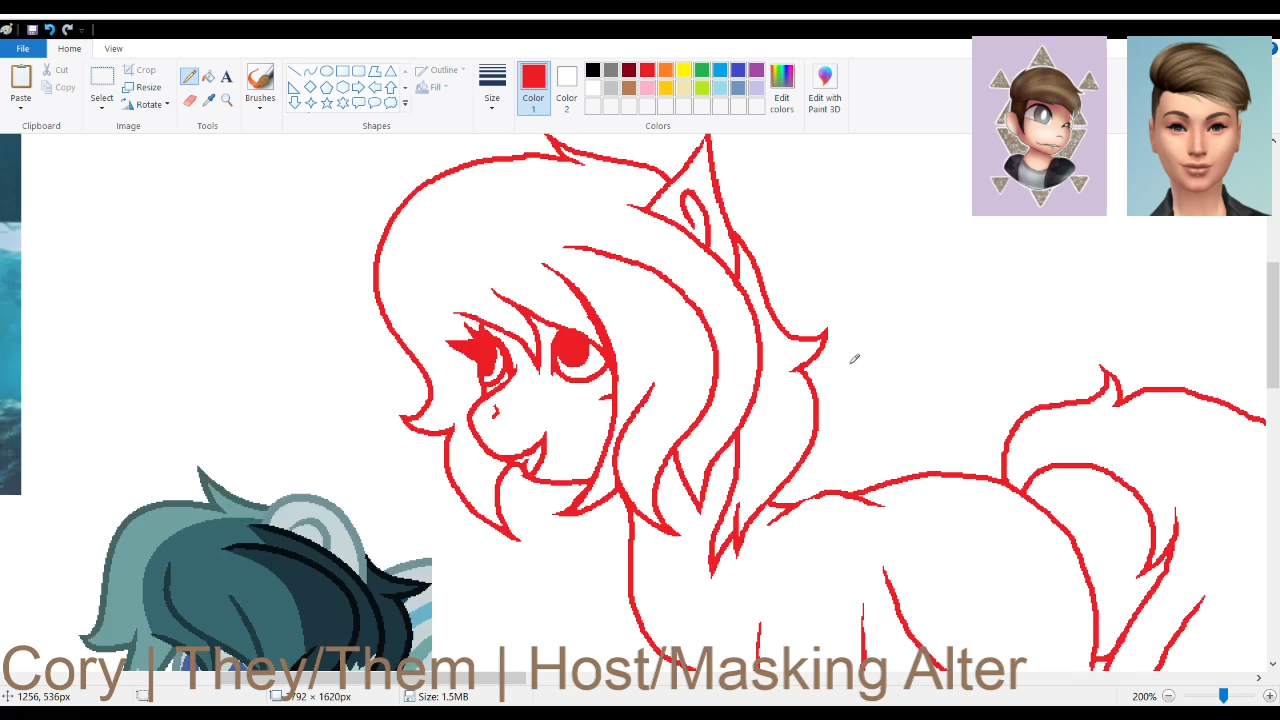 File Home View
Cut
Crop
Outline
Copy
Resize
Fill
Paste Select Rotate A Brushes Size Color 1 Color 2 Edit colors Edit with Paint 3D
Clipboard Image Tools Shapes Colors
Cory | They/Them | Host/Masking Alter
1256, 536px 792 × 1620px Size: 1.5MB 200%